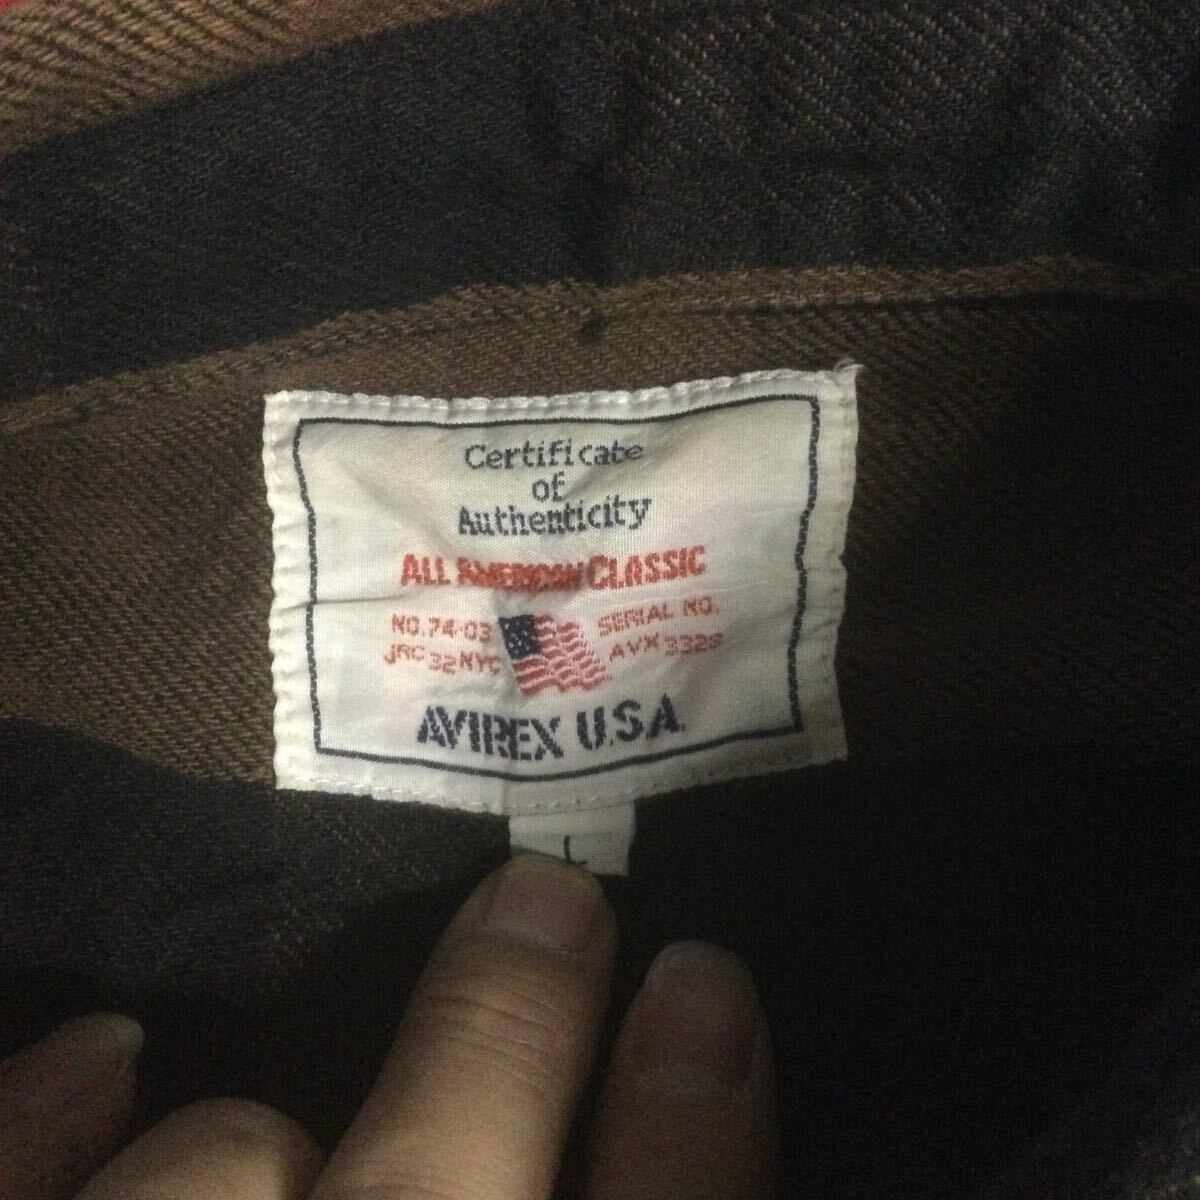 Certificate
of
Authenticity
ALL AMERICAN CLASSIC
NO.74-03 SERIAL NO.
JRC 32 NYC AVX 3328
AVIREX U.S.A.
L